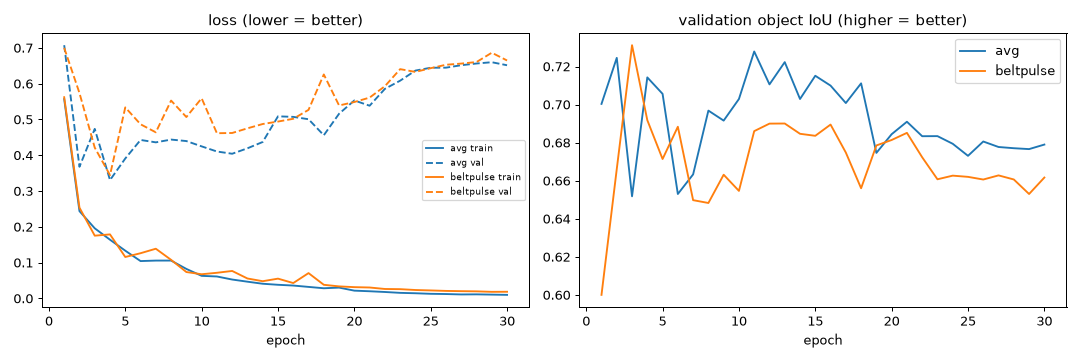 loss (lower = better)
0.7
0.6
0.5
0.4
0.3
0.2
0.1
0.0
avg train
avg val
beltpulse train
beltpulse val
0 5 10 15 20 25 30
epoch
validation object IoU (higher = better)
0.72
0.70
0.68
0.66
0.64
0.62
0.60
avg
beltpulse
0 5 10 15 20 25 30
epoch